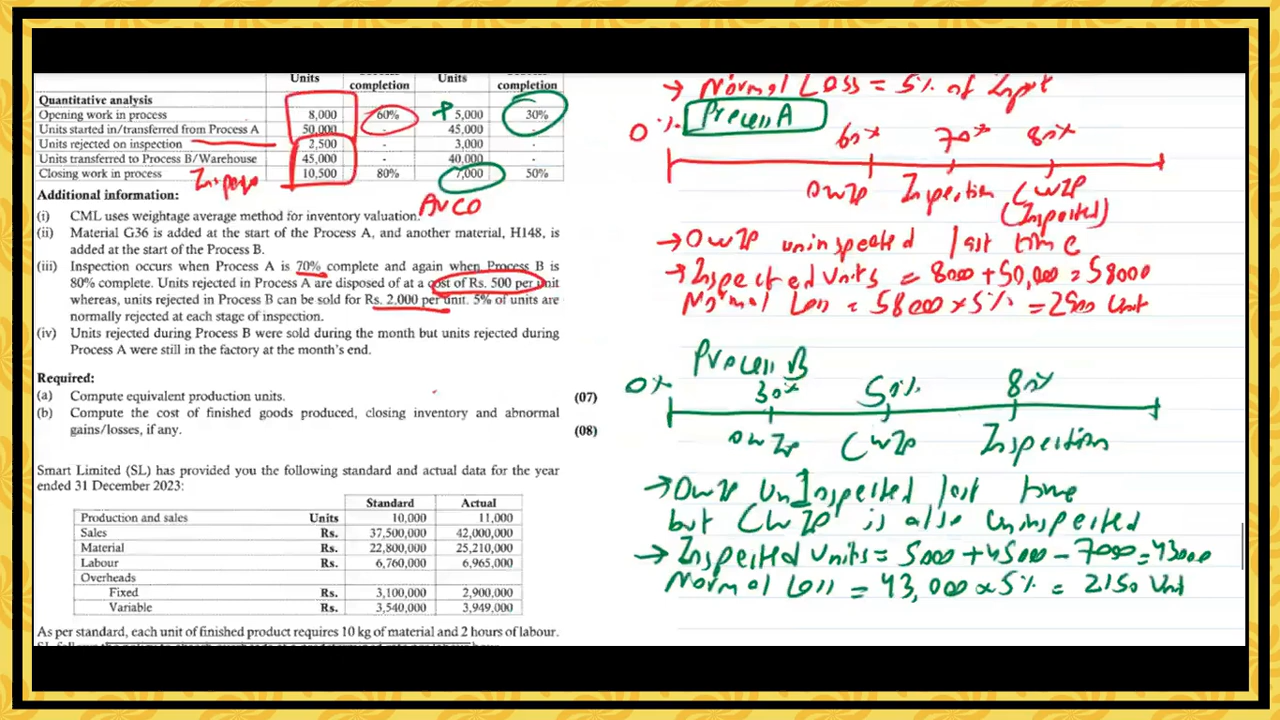 Units completion Units completion
Quantitative analysis
Opening work in process 8,000 60% 5,000 30%
Units started in/transferred from Process A 50,000 - 45,000 -
Units rejected on inspection 2,500 - 3,000 -
Units transferred to Process B/Warehouse 45,000 - 40,000 -
Closing work in process 10,500 80% 7,000 50%
AVCO
Additional information:
(i) CML uses weightage average method for inventory valuation.
(ii) Material G36 is added at the start of the Process A, and another material, H148, is
added at the start of the Process B.
(iii) Inspection occurs when Process A is 70% complete and again when Process B is
80% complete. Units rejected in Process A are disposed of at a cost of Rs. 500 per unit
whereas, units rejected in Process B can be sold for Rs. 2,000 per unit. 5% of units are
normally rejected at each stage of inspection.
(iv) Units rejected during Process B were sold during the month but units rejected during
Process A were still in the factory at the month's end.
Required:
(a) Compute equivalent production units. (07)
(b) Compute the cost of finished goods produced, closing inventory and abnormal
gains/losses, if any. (08)
Smart Limited (SL) has provided you the following standard and actual data for the year
ended 31 December 2023:
Standard Actual
Production and sales Units 10,000 11,000
Sales Rs. 37,500,000 42,000,000
Material Rs. 22,800,000 25,210,000
Labour Rs. 6,760,000 6,965,000
Overheads
Fixed Rs. 3,100,000 2,900,000
Variable Rs. 3,540,000 3,949,000
As per standard, each unit of finished product requires 10 kg of material and 2 hours of labour.
→ Normal Loss = 5% of Input
Process A
0% 60% 70% 80%
OWIP Inspection CWIP
(Inspected)
→ OWIP uninspected last time
→ Inspected Units = 8000 + 50,000 = 58000
Normal Loss = 58000 × 5% = 2900 Unit
Process B
0% 30% 50% 80%
OWIP CWIP Inspection
→ OWIP UnInspected last time
but CWIP is also uninspected
→ Inspected Units = 5000 + 45000 - 7000 = 43000
Normal Loss = 43,000 × 5% = 2150 Unit